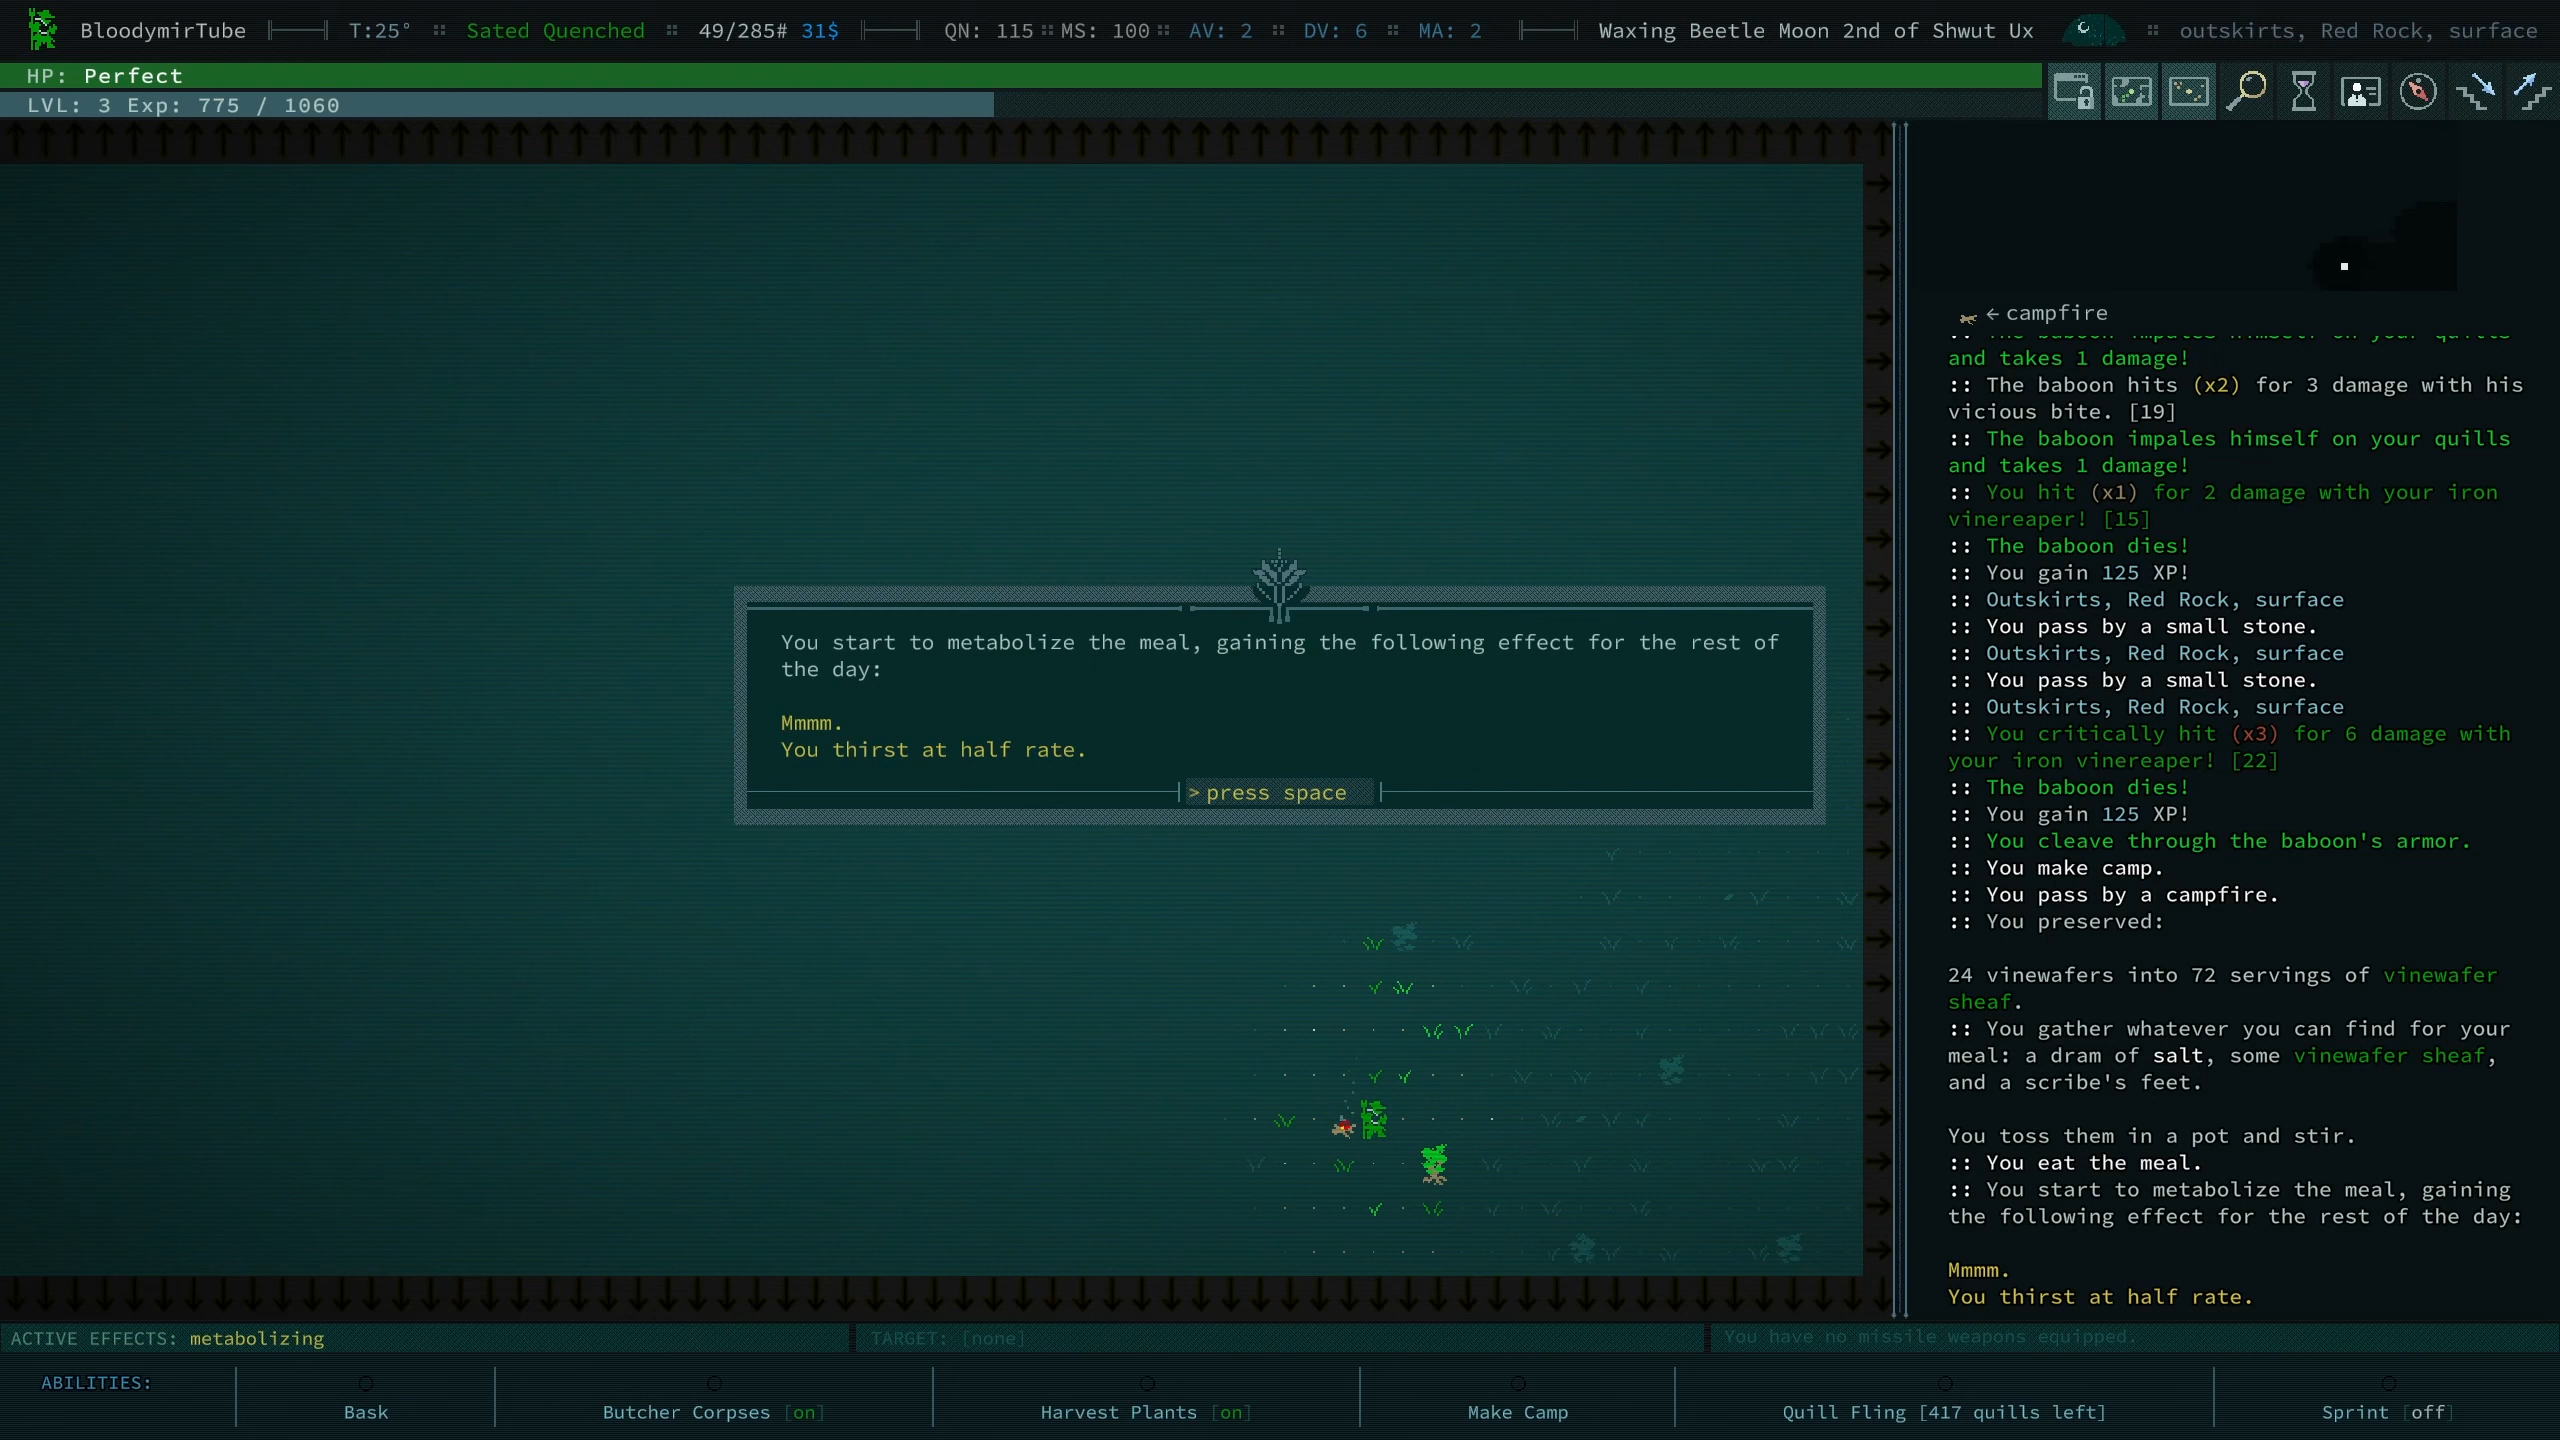 BloodymirTube T:25° Sated Quenched 49/285# 31$ QN: 115 MS: 100 AV: 2 DV: 6 MA: 2 Waxing Beetle Moon 2nd of Shwut Ux outskirts, Red Rock, surface
HP: Perfect
LVL: 3 Exp: 775 / 1060
← campfire
and takes 1 damage!
:: The baboon hits (x2) for 3 damage with his
vicious bite. [19]
:: The baboon impales himself on your quills
and takes 1 damage!
:: You hit (x1) for 2 damage with your iron
vinereaper! [15]
:: The baboon dies!
:: You gain 125 XP!
:: Outskirts, Red Rock, surface
:: You pass by a small stone.
:: Outskirts, Red Rock, surface
:: You pass by a small stone.
:: Outskirts, Red Rock, surface
:: You critically hit (x3) for 6 damage with
your iron vinereaper! [22]
:: The baboon dies!
:: You gain 125 XP!
:: You cleave through the baboon's armor.
:: You make camp.
:: You pass by a campfire.
:: You preserved:
24 vinewafers into 72 servings of vinewafer
sheaf.
:: You gather whatever you can find for your
meal: a dram of salt, some vinewafer sheaf,
and a scribe's feet.
You toss them in a pot and stir.
:: You eat the meal.
:: You start to metabolize the meal, gaining
the following effect for the rest of the day:
Mmmm.
You thirst at half rate.
You start to metabolize the meal, gaining the following effect for the rest of
the day:
Mmmm.
You thirst at half rate.
> press space
ACTIVE EFFECTS: metabolizing
TARGET: [none]
You have no missile weapons equipped.
ABILITIES:
Bask
Butcher Corpses [on]
Harvest Plants [on]
Make Camp
Quill Fling [417 quills left]
Sprint [off]